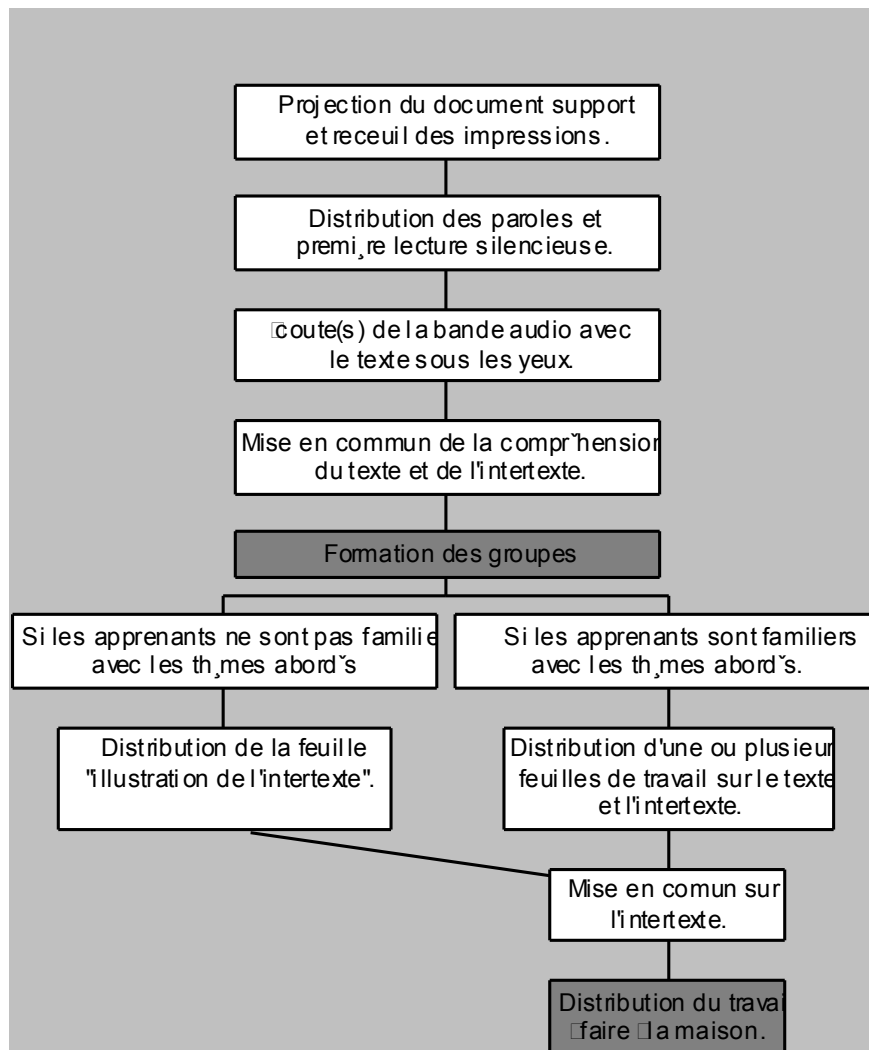 Projection du document support
et receuil des impressions.
Distribution des paroles et
premi¸re lecture silencieuse.
□coute(s) de la bande audio avec
le texte sous les yeux.
Mise en commun de la comprˇhension
du texte et de l'intertexte.
Formation des groupes
Si les apprenants ne sont pas familie
avec les th¸mes abordˇs
Si les apprenants sont familiers
avec les th¸mes abordˇs.
Distribution de la feuille
"illustration de l'intertexte".
Distribution d'une ou plusieur
feuilles de travail sur le texte
et l'intertexte.
Mise en comun sur
l'intertexte.
Distribution du travai
□faire □la maison.